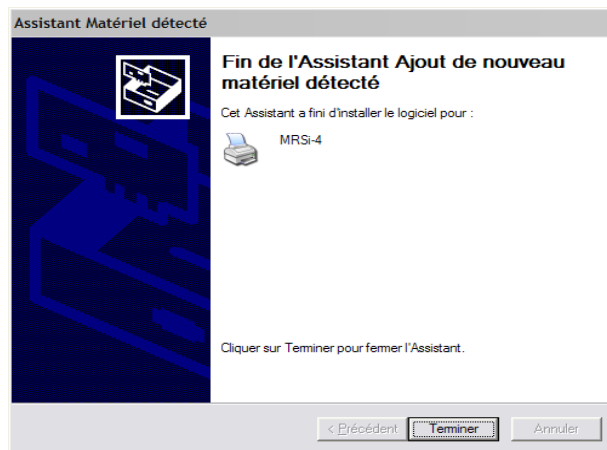 Assistant Matériel détecté
Fin de l'Assistant Ajout de nouveau
matériel détecté
Cet Assistant a fini d'installer le logiciel pour :
MRSi-4
Cliquer sur Terminer pour fermer l'Assistant.
< Précédent Terminer Annuler